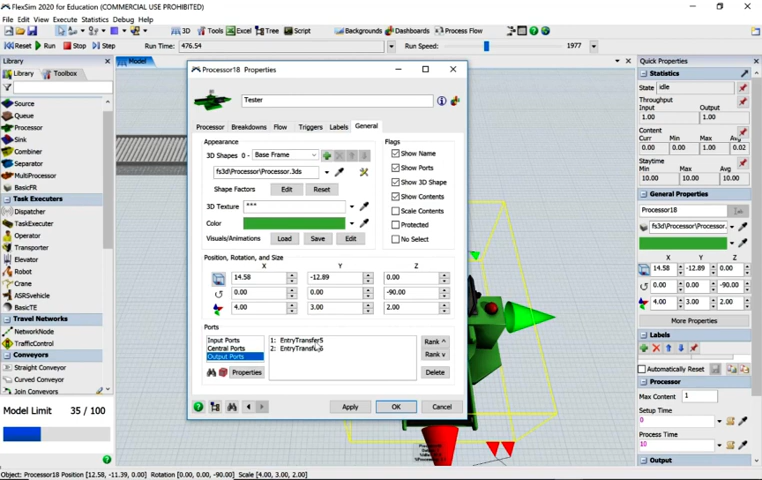 FlexSim 2020 for Education (COMMERCIAL USE PROHIBITED)
File Edit View Execute Statistics Debug Help
3D Tools Excel Tree Script Backgrounds Dashboards Process Flow
Reset Run Stop Step Run Time: 476.54 Run Speed: 1977
Library
Library Toolbox
Source
Queue
Processor
Sink
Combiner
Separator
MultiProcessor
BasicFR
Task Executers
Dispatcher
TaskExecuter
Operator
Transporter
Elevator
Robot
Crane
ASRSvehicle
BasicTE
Travel Networks
NetworkNode
TrafficControl
Conveyors
Straight Conveyor
Curved Conveyor
Join Conveyors
Model Limit 35 / 100
Model
Processor18 Properties
Tester
Processor Breakdowns Flow Triggers Labels General
Appearance
3D Shapes 0 - Base Frame
fs3d\Processor\Processor.3ds
Shape Factors Edit Reset
3D Texture ***
Color
Visuals/Animations Load Save Edit
Flags
Show Name
Show Ports
Show 3D Shape
Show Contents
Scale Contents
Protected
No Select
Position, Rotation, and Size
X Y Z
14.58 -12.89 0.00
0.00 0.00 -90.00
4.00 3.00 2.00
Ports
Input Ports
Central Ports
Output Ports
1: EntryTransfer5
2:
Rank ^
Rank v
Properties
Delete
Apply OK Cancel
Quick Properties
Statistics
State idle
Throughput
Input Output
1.00 1.00
Content
Curr Min Max Avg
0.00 0.00 1.00 0.02
Staytime
Min Max Avg
10.00 10.00 10.00
General Properties
Processor18
fs3d\Processor\Processor.
14.58 -12.89 0.00
0.00 0.00 -90.00
4.00 3.00 2.00
More Properties
Labels
Automatically Reset
Processor
Max Content 1
Setup Time
0
Process Time
10
Output
Object: Processor18 Position [12.58, -11.39, 0.00] Rotation [0.00, 0.00, -90.00] Scale [4.00, 3.00, 2.00]